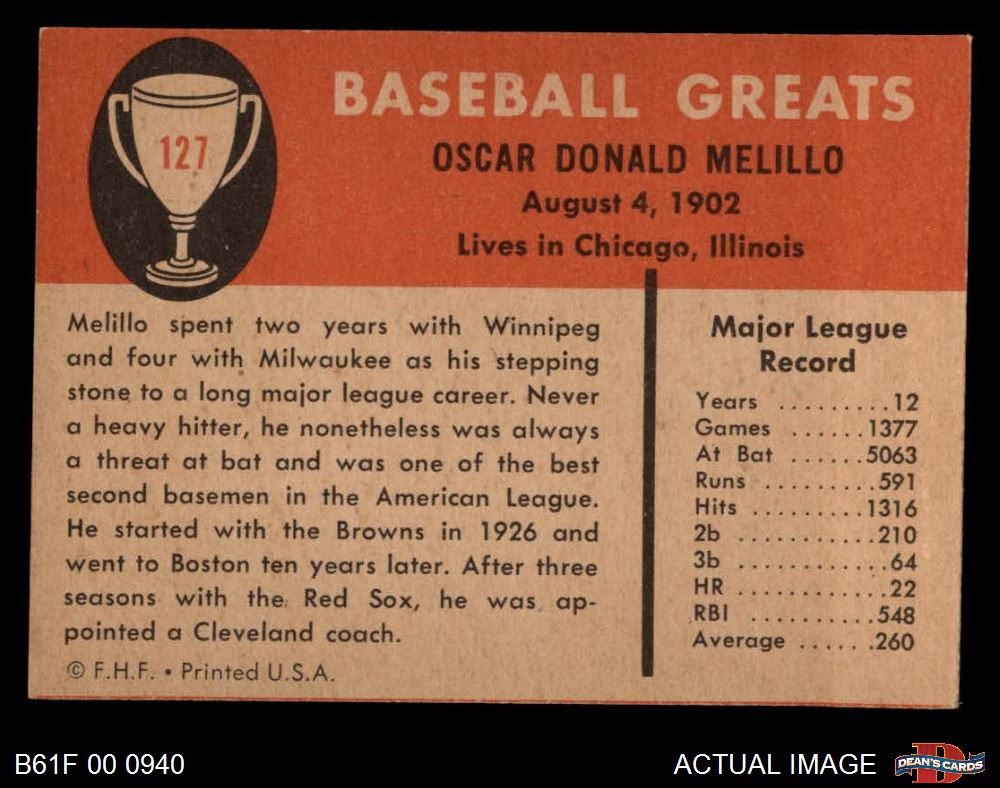 127
BASEBALL GREATS
OSCAR DONALD MELILLO
August 4, 1902
Lives in Chicago, Illinois
Melillo spent two years with Winnipeg
and four with Milwaukee as his stepping
stone to a long major league career. Never
a heavy hitter, he nonetheless was always
a threat at bat and was one of the best
second basemen in the American League.
He started with the Browns in 1926 and
went to Boston ten years later. After three
seasons with the Red Sox, he was ap-
pointed a Cleveland coach.
© F.H.F. • Printed U.S.A.
Major League
Record
Years .........12
Games ......1377
At Bat ......5063
Runs .........591
Hits .........1316
2b ...........210
3b ............64
HR ............22
RBI ..........548
Average .......260
B61F 00 0940
ACTUAL IMAGE
D
DEAN'S CARDS